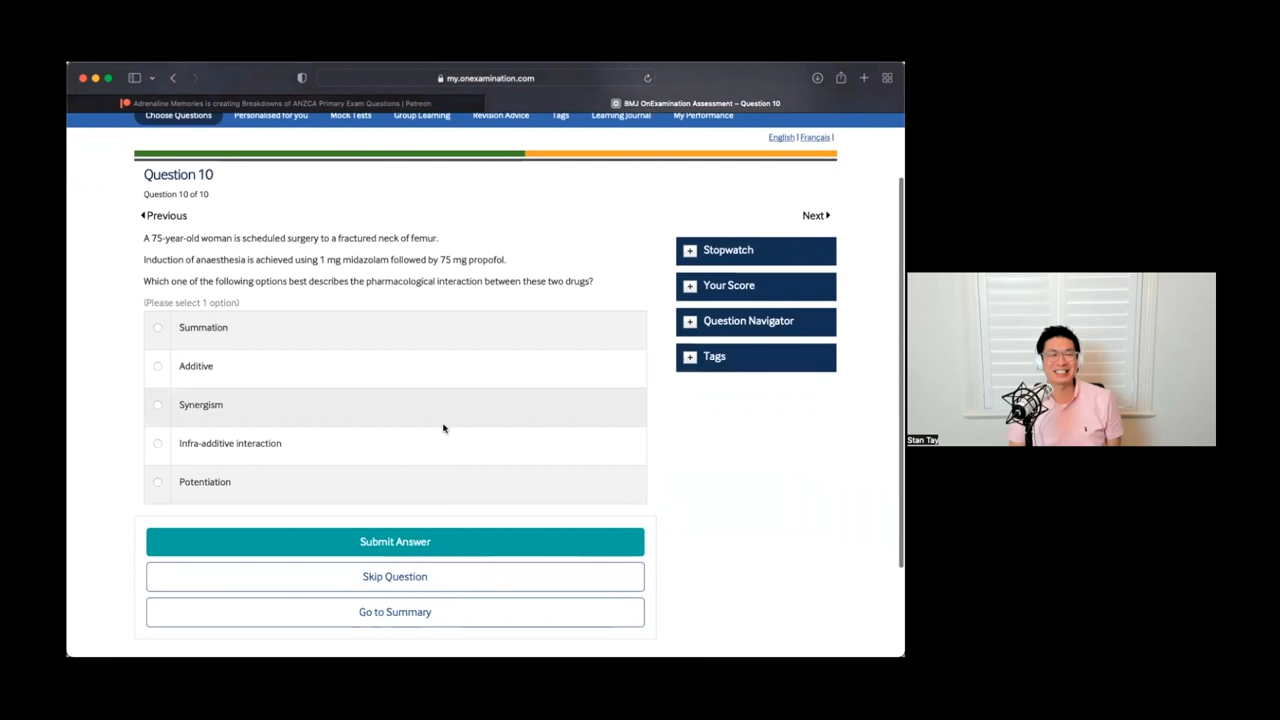 my.onexamination.com
Adrenaline Memories is creating Breakdowns of ANZCA Primary Exam Questions | Patreon
BMJ OnExamination Assessment – Question 10
Choose Questions
Personalised for you
Mock Tests
Group Learning
Revision Advice
Tags
Learning Journal
My Performance
English | Français |
Question 10
Question 10 of 10
Previous
Next
A 75-year-old woman is scheduled surgery to a fractured neck of femur.
Induction of anaesthesia is achieved using 1 mg midazolam followed by 75 mg propofol.
Which one of the following options best describes the pharmacological interaction between these two drugs?
(Please select 1 option)
Summation
Additive
Synergism
Infra-additive interaction
Potentiation
Submit Answer
Skip Question
Go to Summary
Stopwatch
Your Score
Question Navigator
Tags
Stan Tay